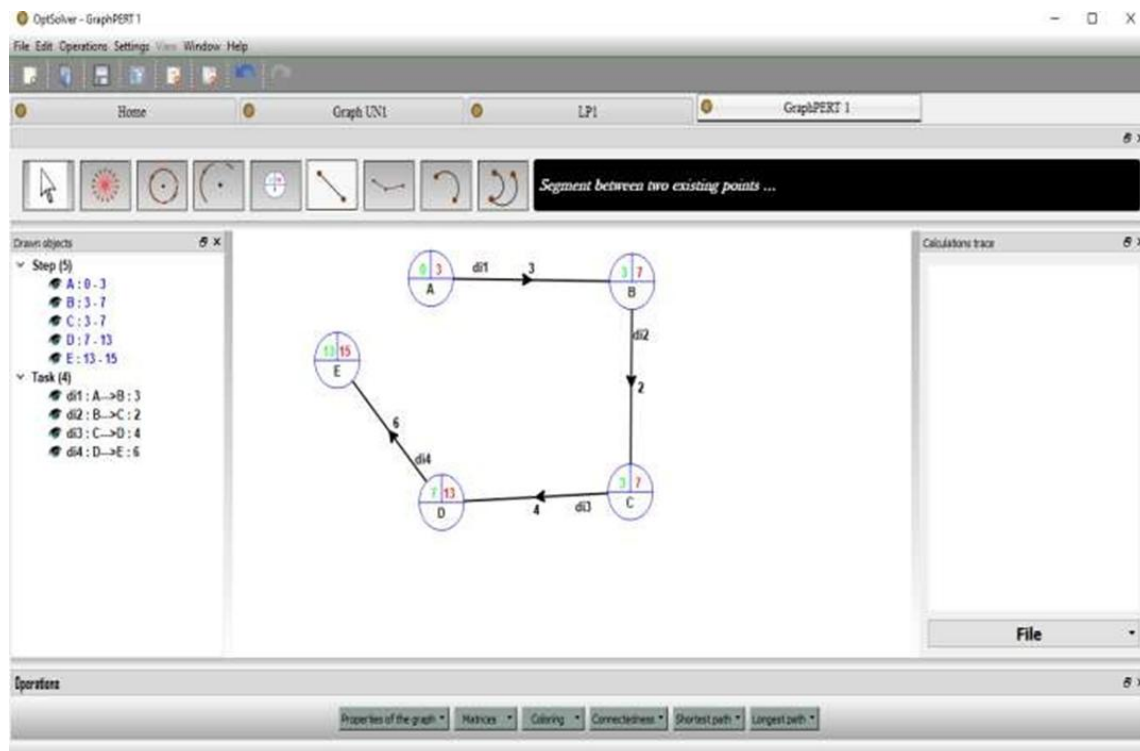 OptSolver - GraphPERT 1
File Edit Operations Settings View Window Help
Home Graph UN1 LP1 GraphPERT 1
Segment between two existing points ...
Drawn objects
Step (5)
A : 0 - 3
B : 3 - 7
C : 3 - 7
D : 7 - 13
E : 13 - 15
Task (4)
di1 : A-->B : 3
di2 : B-->C : 2
di3 : C-->D : 4
di4 : D-->E : 6
0 3
A
di1 3
3 7
B
di2
2
13 15
E
6
di4
7 13
D
4 di3
3 7
C
Calculations trace
File
Operations
Properties of the graph Matrices Coloring Connectedness Shortest path Longest path